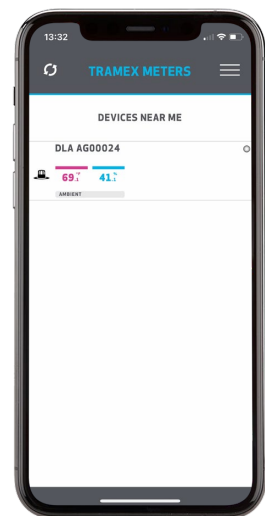 13:32
TRAMEX METERS
DEVICES NEAR ME
DLA AG00024
69 41
AMBIENT